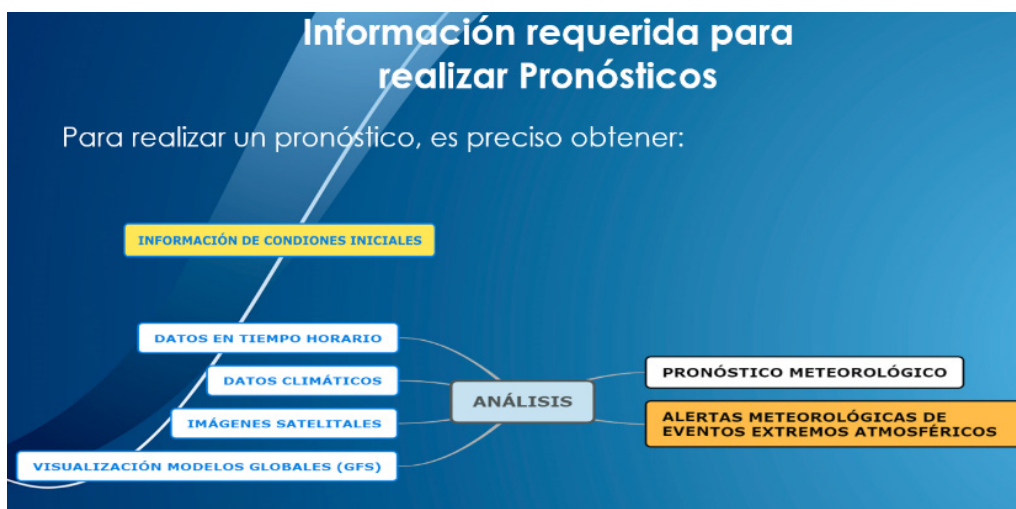 Información requerida para
realizar Pronósticos
Para realizar un pronóstico, es preciso obtener:
INFORMACIÓN DE CONDIONES INICIALES
DATOS EN TIEMPO HORARIO
DATOS CLIMÁTICOS
IMÁGENES SATELITALES
VISUALIZACIÓN MODELOS GLOBALES (GFS)
ANÁLISIS
PRONÓSTICO METEOROLÓGICO
ALERTAS METEOROLÓGICAS DE
EVENTOS EXTREMOS ATMOSFÉRICOS